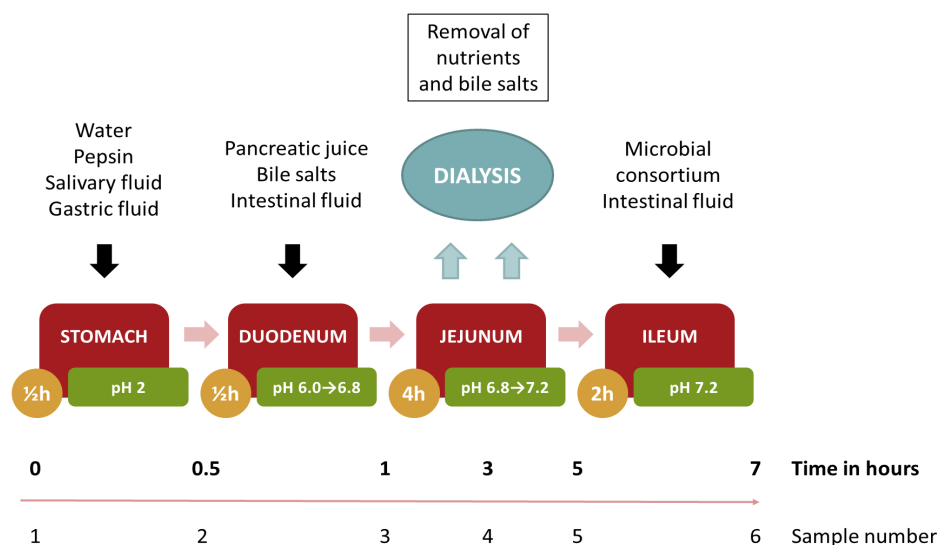 Removal of
nutrients
and bile salts
Water
Pepsin
Salivary fluid
Gastric fluid
Pancreatic juice
Bile salts
Intestinal fluid
DIALYSIS
Microbial
consortium
Intestinal fluid
STOMACH
DUODENUM
JEJUNUM
ILEUM
½h
pH 2
½h
pH 6.0→6.8
4h
pH 6.8→7.2
2h
pH 7.2
0 0.5 1 3 5 7 Time in hours
1 2 3 4 5 6 Sample number